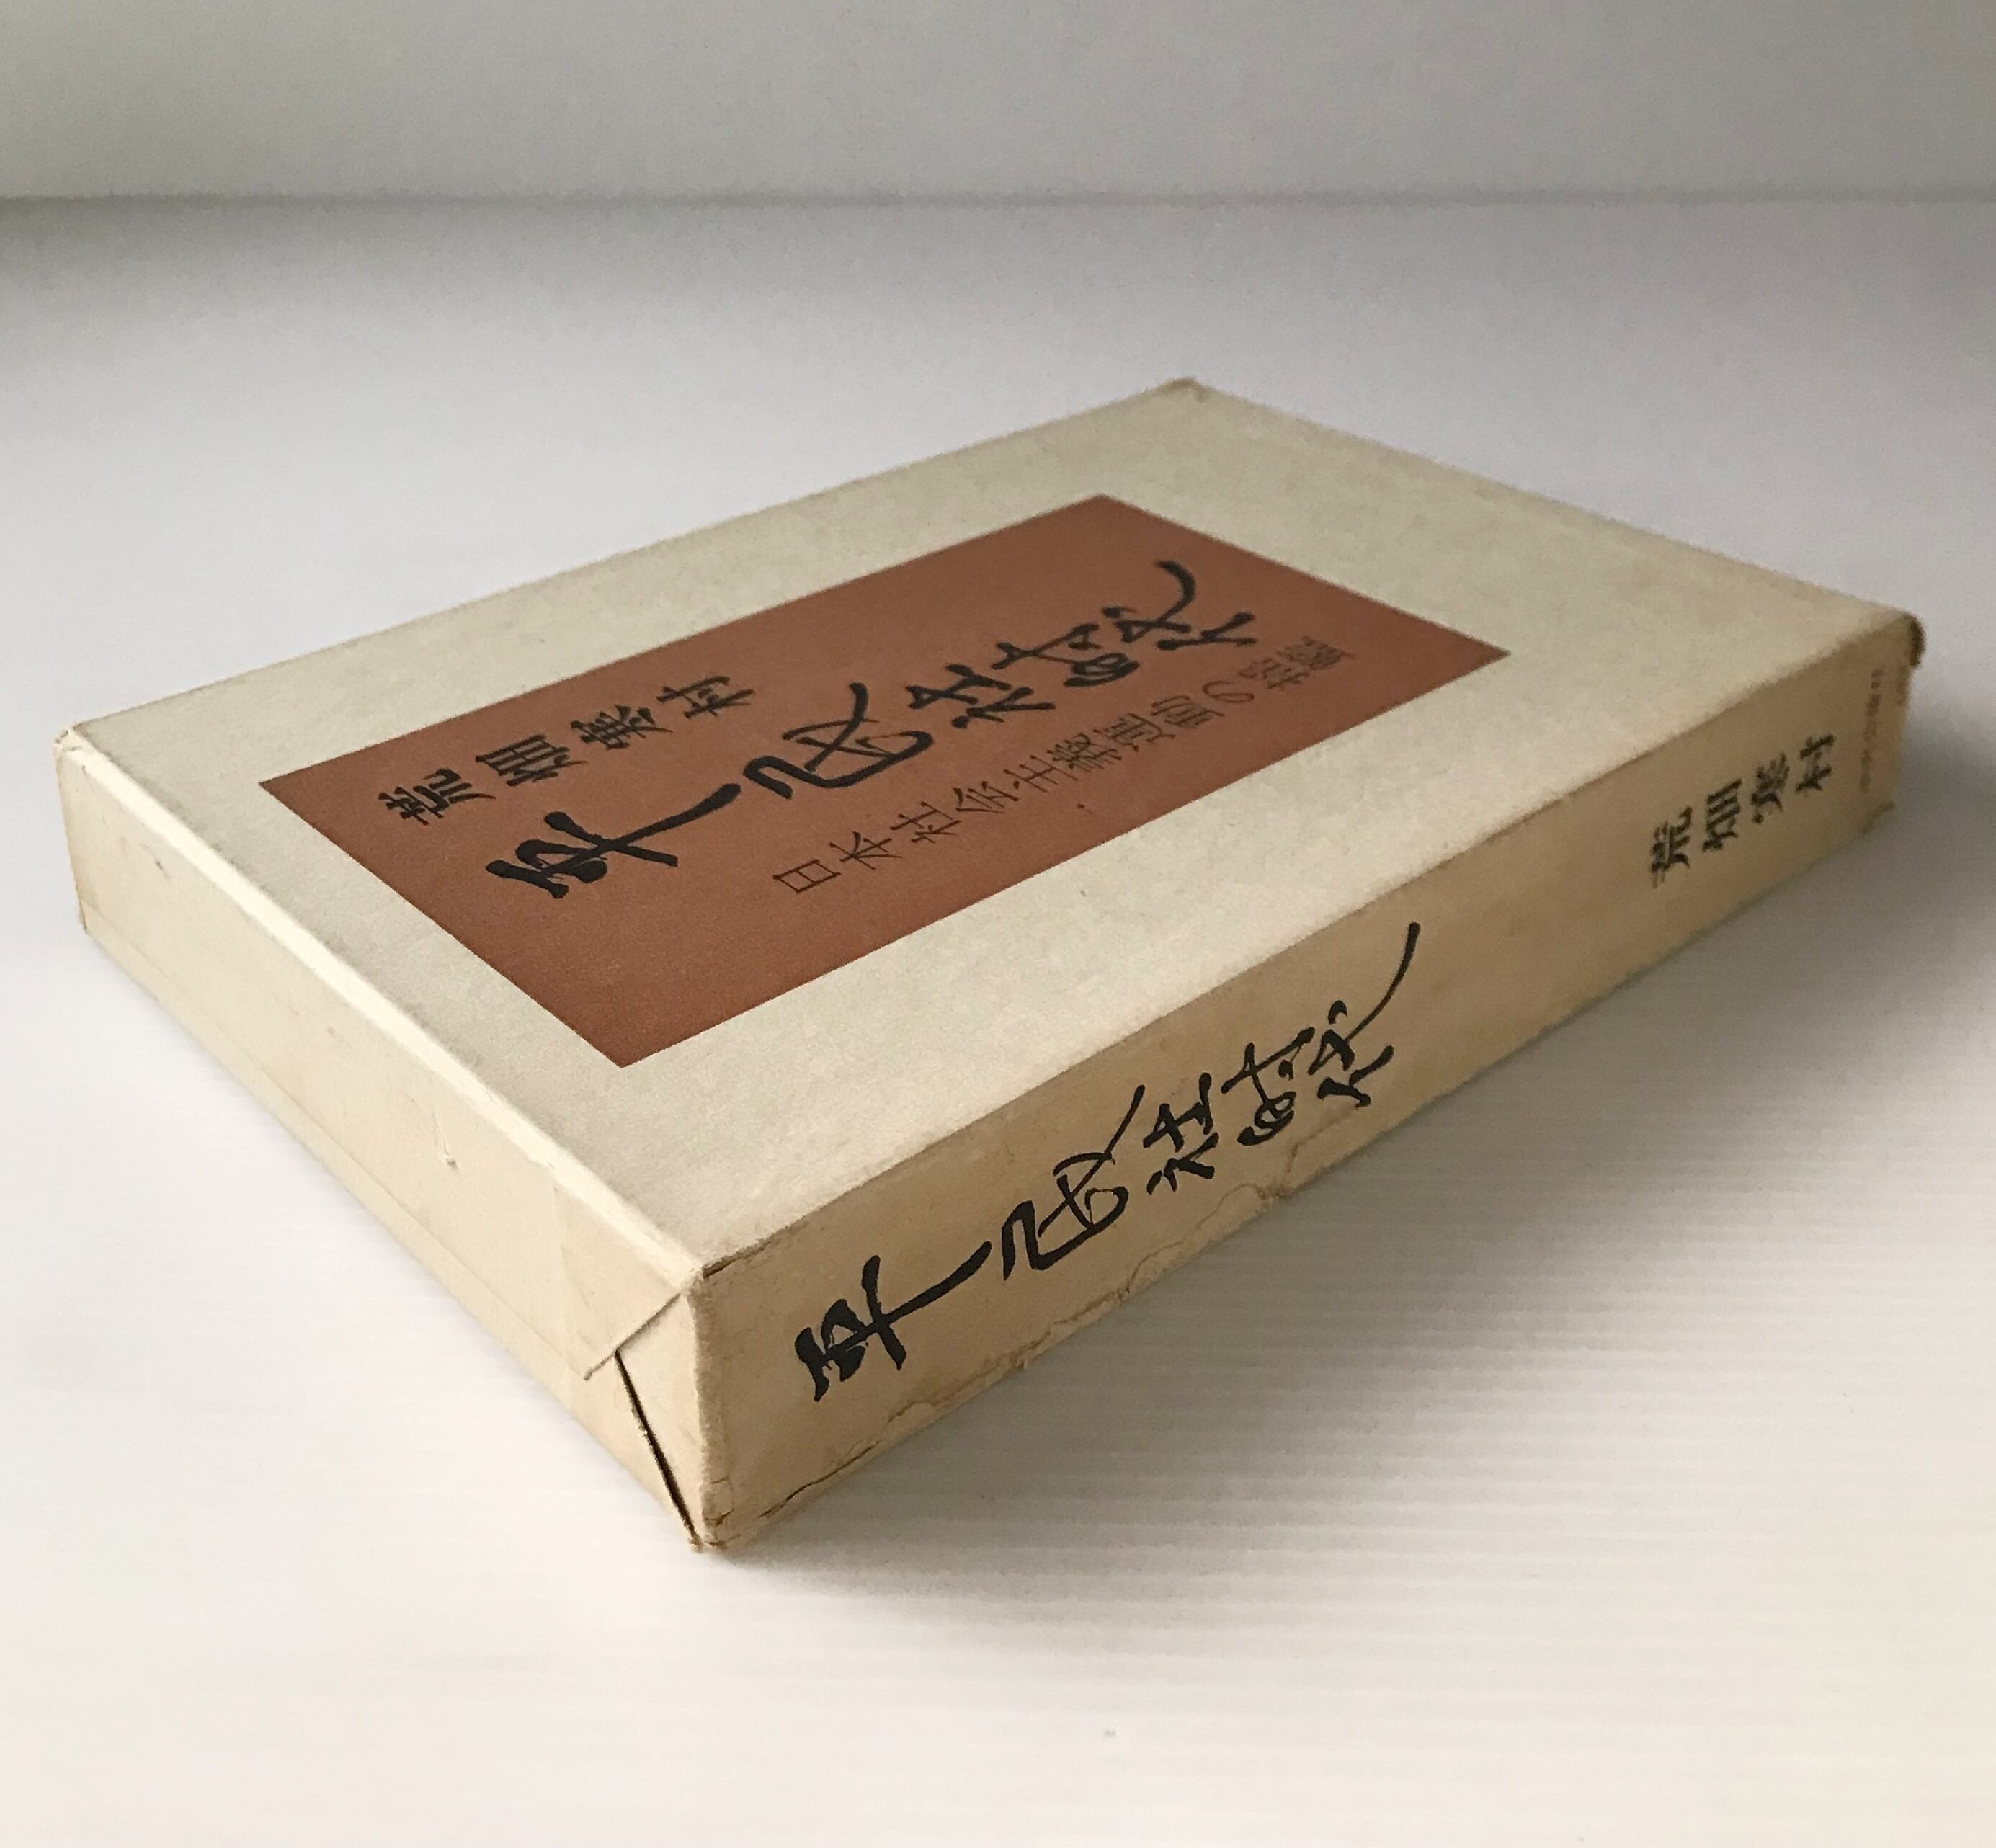 荒畑寒村
平民社時代
日本社会主義運動の揺籃
平民社時代
荒畑寒村